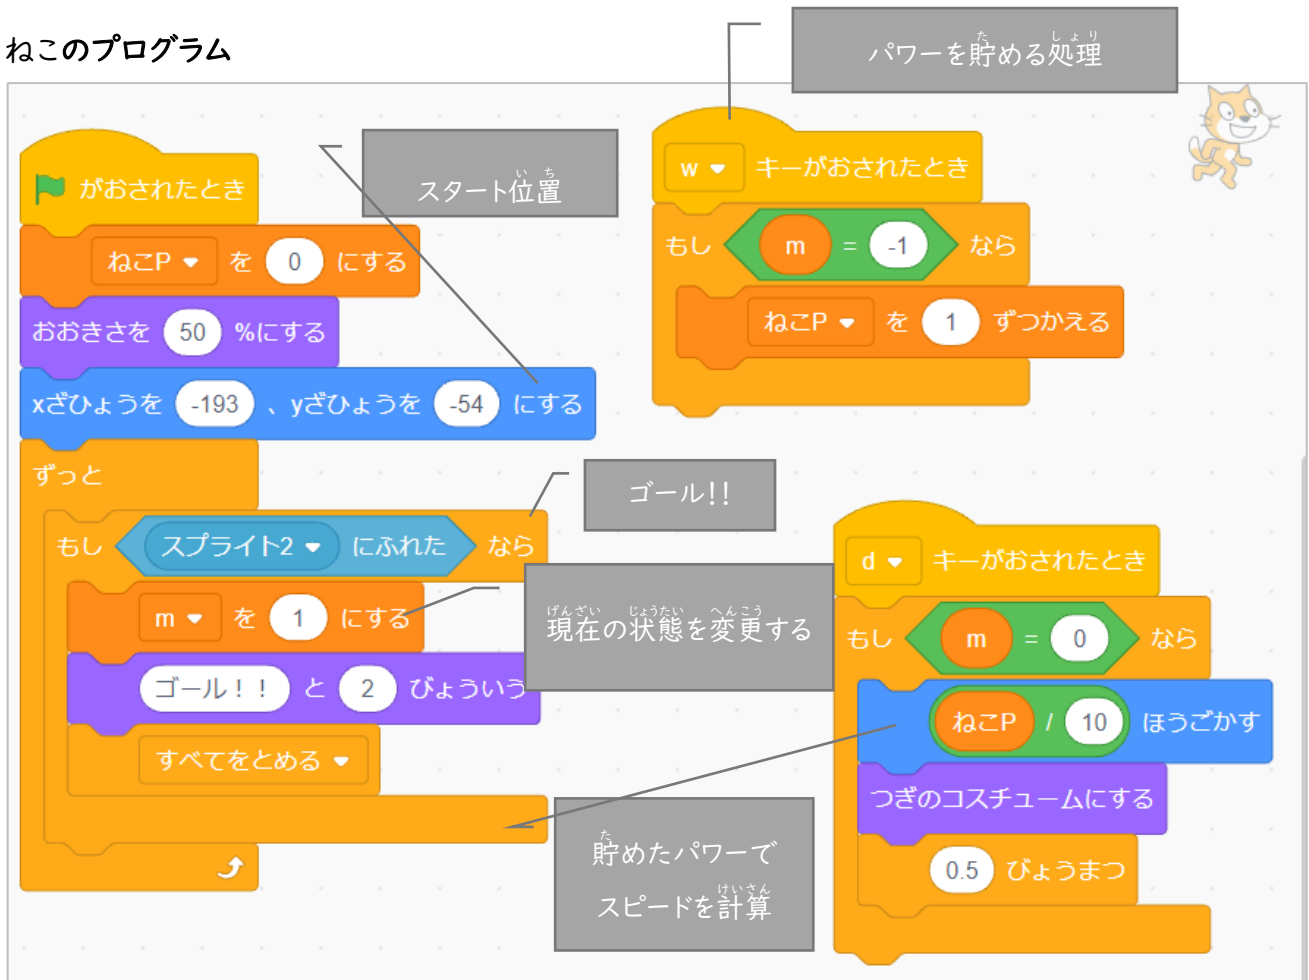 ねこのプログラム
パワーを貯める処理
た
しょり
がおされたとき
ねこP を 0 にする
おおきさを 50 %にする
xざひょうを -193 、yざひょうを -54 にする
ずっと
もし スプライト2 にふれた なら
m を 1 にする
ゴール！！ と 2 びょういう
すべてをとめる
スタート位置
い ち
w キーがおされたとき
もし m = -1 なら
ねこP を 1 ずつかえる
ゴール!!
現在の状態を変更する
げんざい じょうたい へんこう
d キーがおされたとき
もし m = 0 なら
ねこP / 10 ほうごかす
つぎのコスチュームにする
0.5 びょうまつ
貯めたパワーで
た
スピードを計算
けいさん